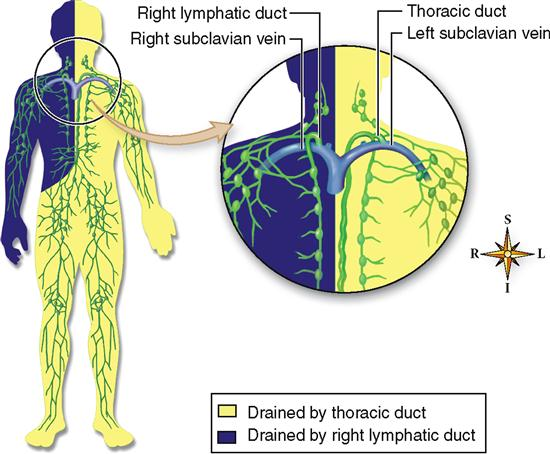 Right lymphatic duct
Right subclavian vein
Thoracic duct
Left subclavian vein
S
R L
I
Drained by thoracic duct
Drained by right lymphatic duct